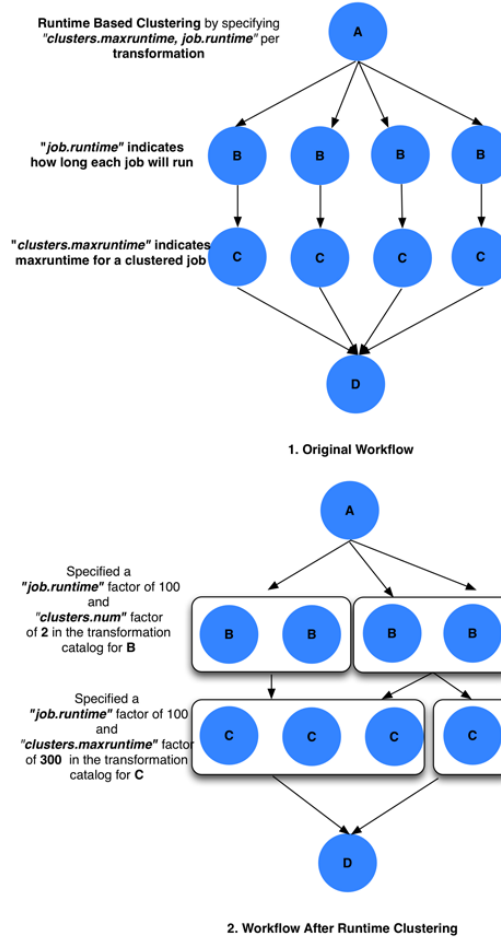 Runtime Based Clustering by specifying
"clusters.maxruntime, job.runtime" per
transformation
A
"job.runtime" indicates
how long each job will run
B B B B
"clusters.maxruntime" indicates
maxruntime for a clustered job
C C C C
D
1. Original Workflow
A
Specified a
"job.runtime" factor of 100
and
"clusters.num" factor
of 2 in the transformation
catalog for B
B B B B
Specified a
"job.runtime" factor of 100
and
"clusters.maxruntime" factor
of 300 in the transformation
catalog for C
C C C C
D
2. Workflow After Runtime Clustering